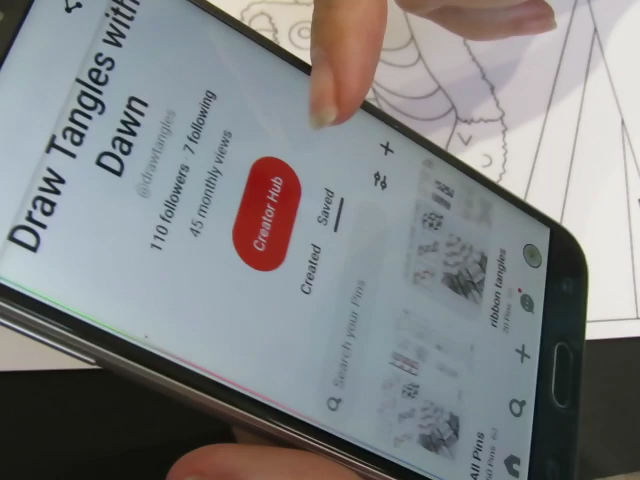 Draw Tangles with
Dawn
@drawtangles
110 followers · 7 following
45 monthly views
Creator Hub
Created Saved
Search your Pins
All Pins
ribbon tangles